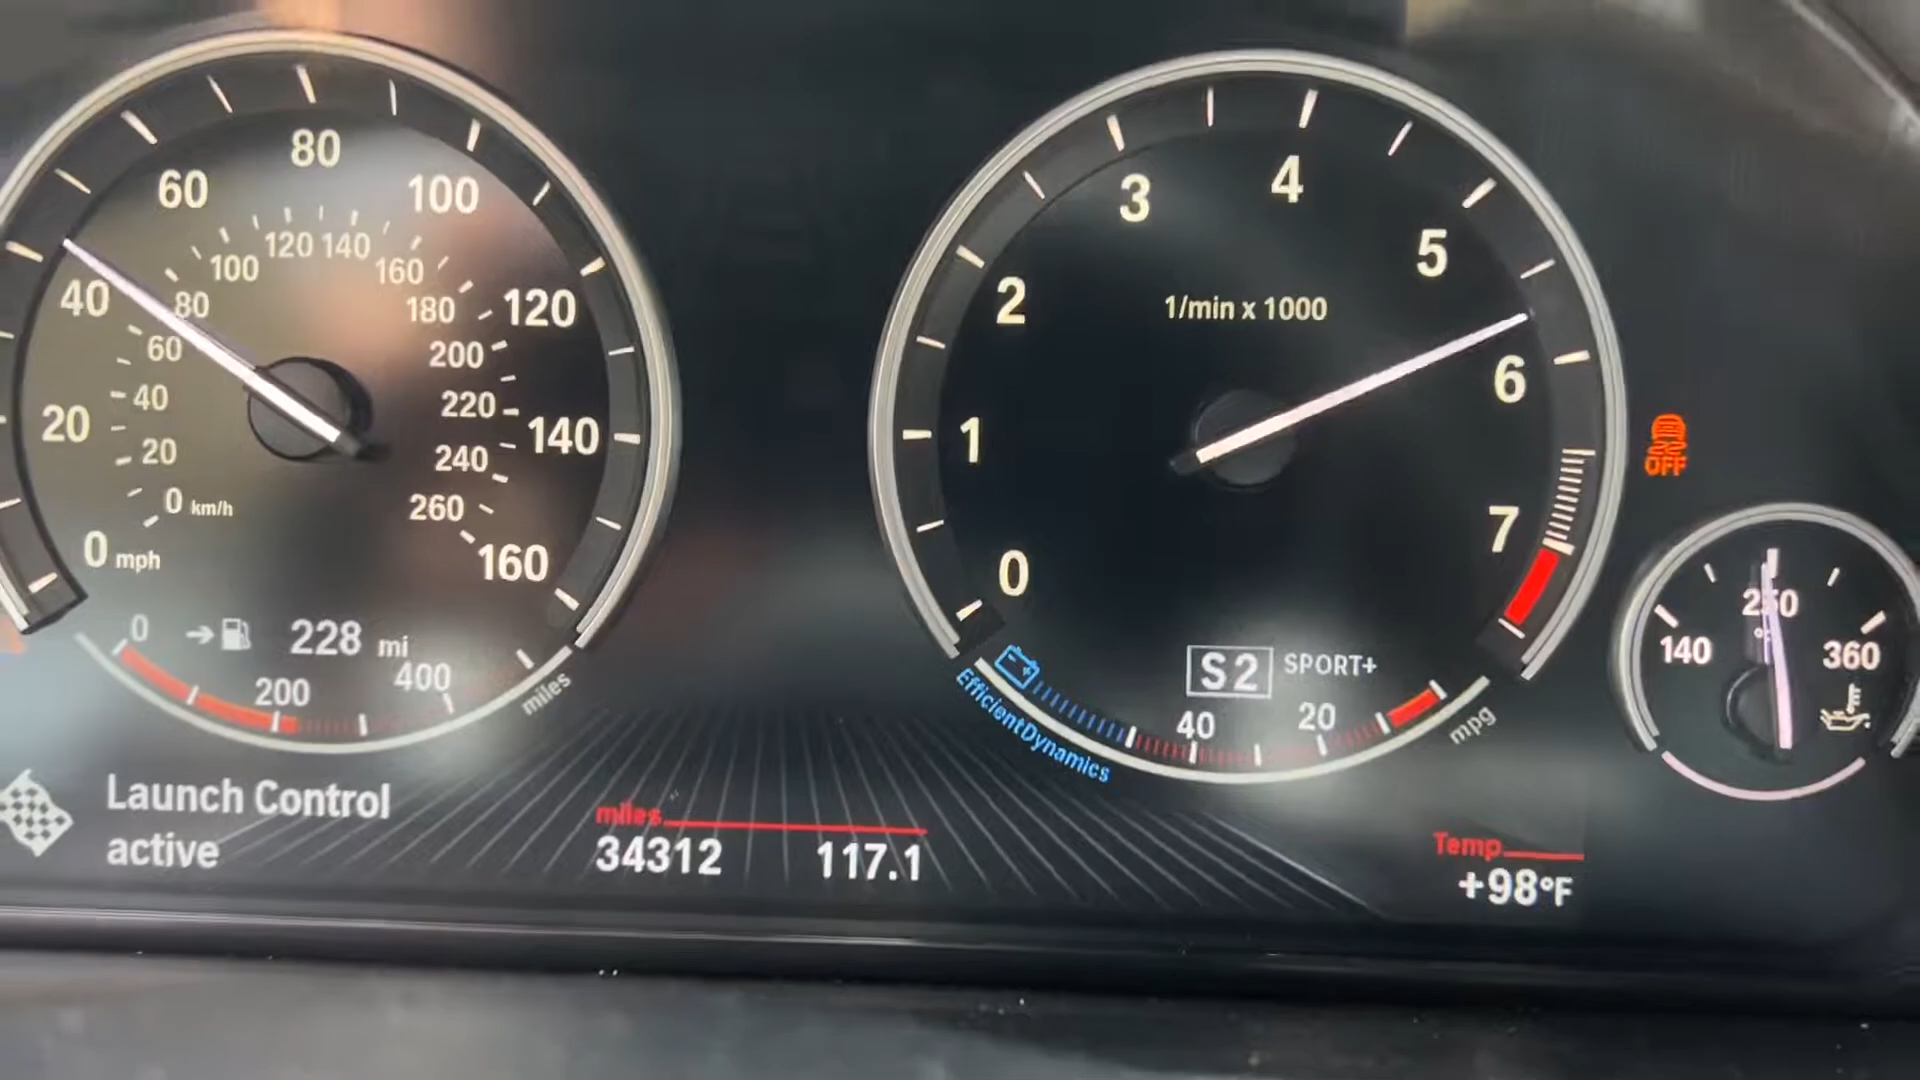 80
60
100
120 140
100
160
40
80
180
120
60
200
40
220
20
140
20
240
0 km/h
260
0 mph
160
0
228 mi
200
400
miles
3
4
5
2
1/min x 1000
6
1
7
0
S2 SPORT+
40
20
mpg
EfficientDynamics
OFF
250
°
140
360
Launch Control
active
miles
34312
117.1
Temp
+98°F